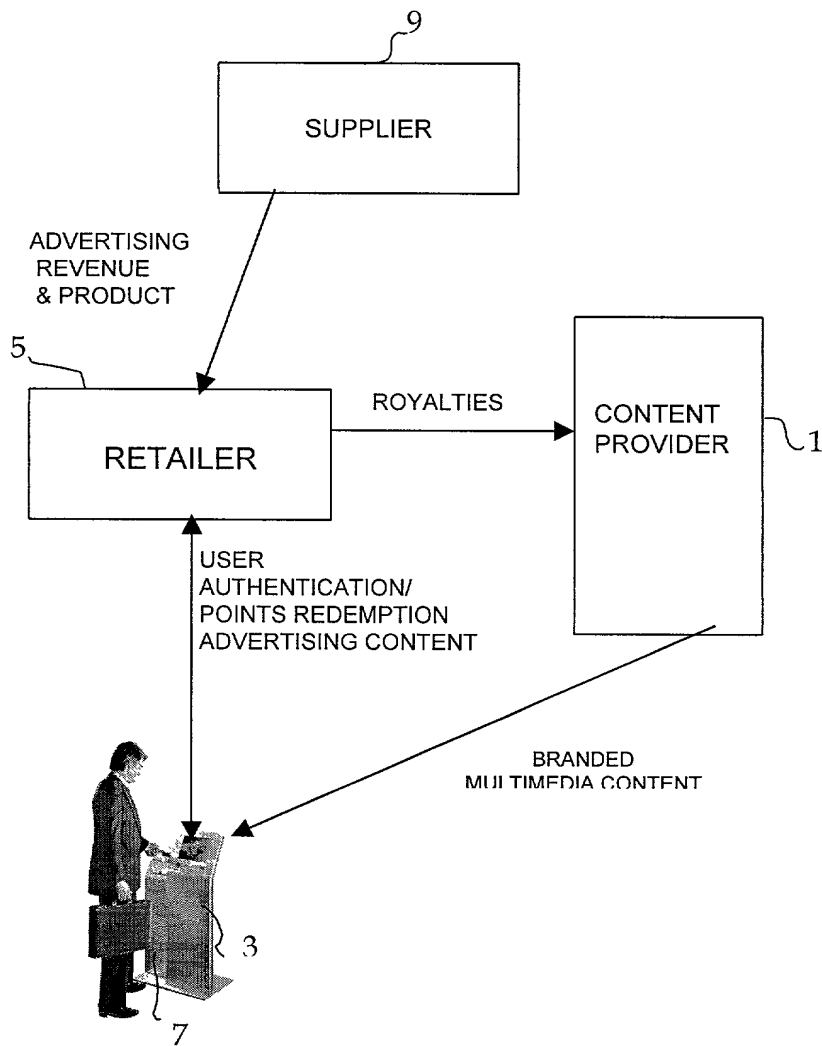 9
SUPPLIER
ADVERTISING
REVENUE
& PRODUCT
5
RETAILER
ROYALTIES
CONTENT
PROVIDER
1
USER
AUTHENTICATION/
POINTS REDEMPTION
ADVERTISING CONTENT
BRANDED
MULTIMEDIA CONTENT
3
7